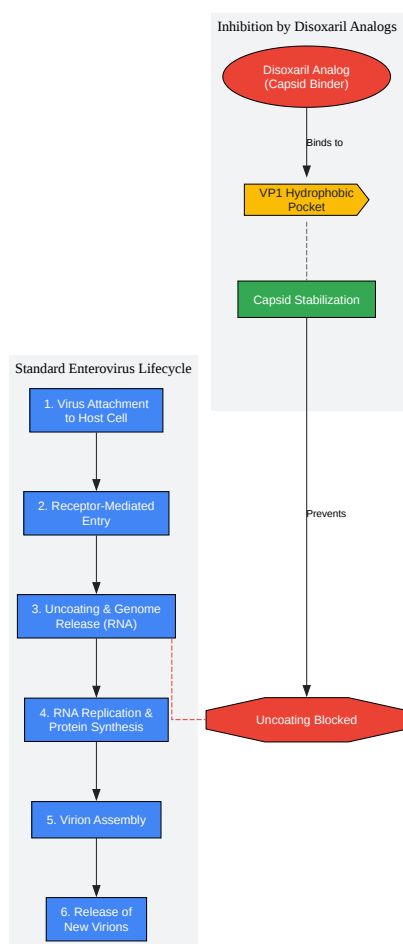 Inhibition by Disoxaril Analogs
Disoxaril Analog
(Capsid Binder)
Binds to
VP1 Hydrophobic
Pocket
Capsid Stabilization
Prevents
Uncoating Blocked
Standard Enterovirus Lifecycle
1. Virus Attachment
to Host Cell
2. Receptor-Mediated
Entry
3. Uncoating & Genome
Release (RNA)
4. RNA Replication &
Protein Synthesis
5. Virion Assembly
6. Release of
New Virions